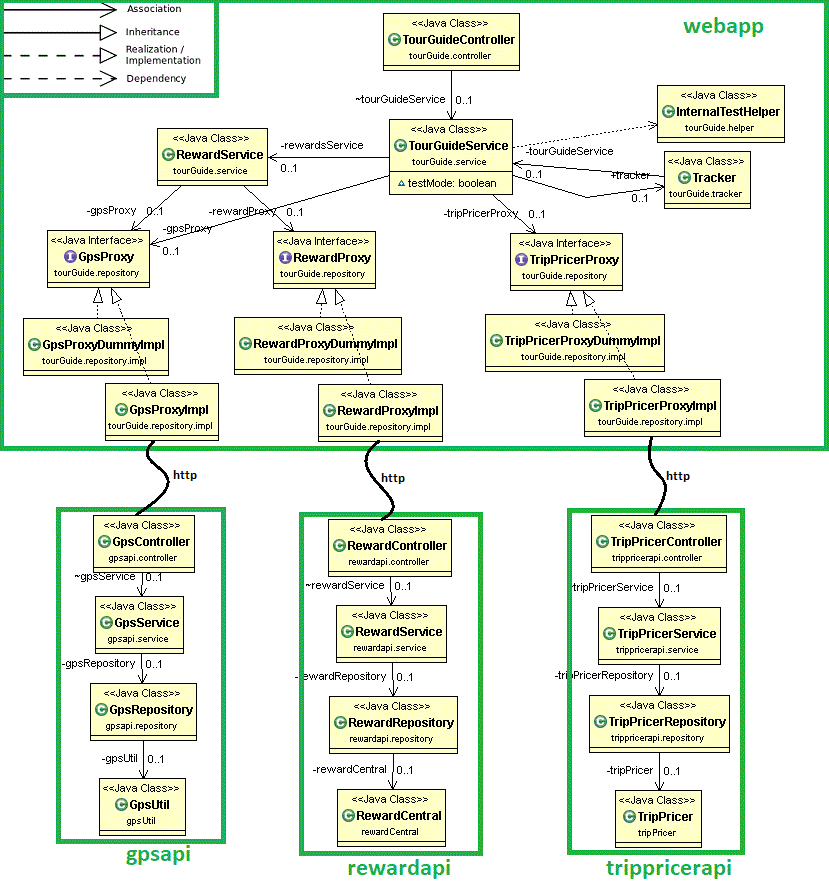 Association
Inheritance
Realization /
Implementation
Dependency
webapp
<<Java Class>>
TourGuideController
tourGuide.controller
~tourGuideService
0..1
<<Java Class>>
InternalTestHelper
tourGuide.helper
<<Java Class>>
RewardService
tourGuide.service
-rewardsService
0..1
<<Java Class>>
TourGuideService
tourGuide.service
testMode: boolean
-tourGuideService
0..1
+tracker
0..1
<<Java Class>>
Tracker
tourGuide.tracker
-gpsProxy
0..1
-rewardProxy
0..1
-gpsProxy
0..1
-tripPricerProxy
0..1
<<Java Interface>>
GpsProxy
tourGuide.repository
<<Java Interface>>
RewardProxy
tourGuide.repository
<<Java Interface>>
TripPricerProxy
tourGuide.repository
<<Java Class>>
GpsProxyDummyImpl
tourGuide.repository.impl
<<Java Class>>
RewardProxyDummyImpl
tourGuide.repository.impl
<<Java Class>>
TripPricerProxyDummyImpl
tourGuide.repository.impl
<<Java Class>>
GpsProxyImpl
tourGuide.repository.impl
<<Java Class>>
RewardProxyImpl
tourGuide.repository.impl
<<Java Class>>
TripPricerProxyImpl
tourGuide.repository.impl
http
http
http
<<Java Class>>
GpsController
gpsapi.controller
~gpsService
0..1
<<Java Class>>
GpsService
gpsapi.service
-gpsRepository
0..1
<<Java Class>>
GpsRepository
gpsapi.repository
-gpsUtil
0..1
<<Java Class>>
GpsUtil
gpsUtil
gpsapi
<<Java Class>>
RewardController
rewardapi.controller
~rewardService
0..1
<<Java Class>>
RewardService
rewardapi.service
-rewardRepository
0..1
<<Java Class>>
RewardRepository
rewardapi.repository
-rewardCentral
0..1
<<Java Class>>
RewardCentral
rewardCentral
rewardapi
<<Java Class>>
TripPricerController
trippricerapi.controller
tripPricerService
0..1
<<Java Class>>
TripPricerService
trippricerapi.service
-tripPricerRepository
0..1
<<Java Class>>
TripPricerRepository
trippricerapi.repository
-tripPricer
0..1
<<Java Class>>
TripPricer
tripPricer
trippricerapi